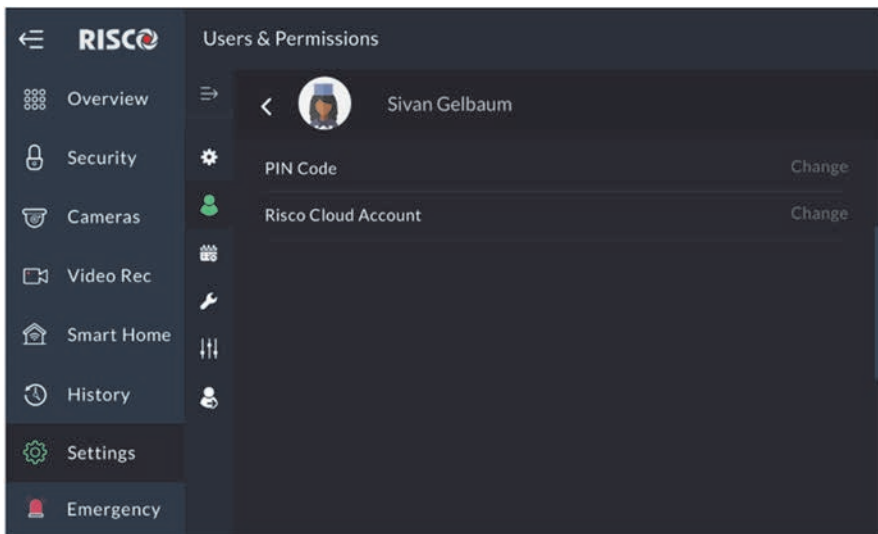 RISCO
Users & Permissions
Overview
Sivan Gelbaum
Security
PIN Code
Change
Cameras
Risco Cloud Account
Change
Video Rec
Smart Home
History
Settings
Emergency